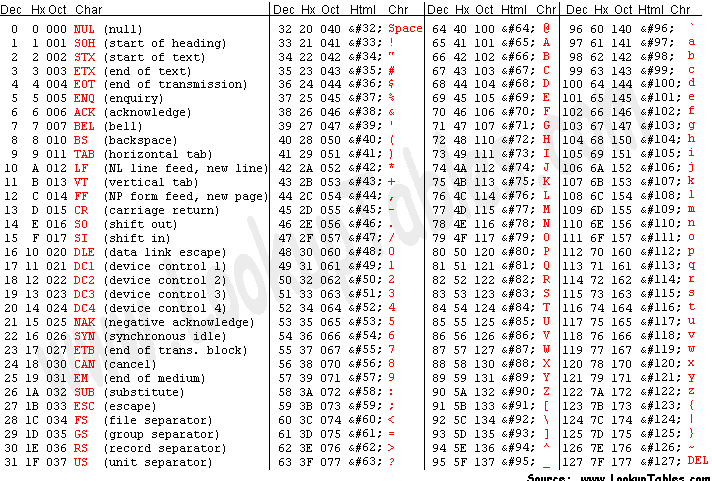 Dec Hx Oct Char Dec Hx Oct Html Chr Dec Hx Oct Html Chr Dec Hx Oct Html Chr
0 0 000 NUL (null) 32 20 040 &#32; Space 64 40 100 &#64; @ 96 60 140 &#96; `
1 1 001 SOH (start of heading) 33 21 041 &#33; ! 65 41 101 &#65; A 97 61 141 &#97; a
2 2 002 STX (start of text) 34 22 042 &#34; " 66 42 102 &#66; B 98 62 142 &#98; b
3 3 003 ETX (end of text) 35 23 043 &#35; # 67 43 103 &#67; C 99 63 143 &#99; c
4 4 004 EOT (end of transmission) 36 24 044 &#36; $ 68 44 104 &#68; D 100 64 144 &#100; d
5 5 005 ENQ (enquiry) 37 25 045 &#37; % 69 45 105 &#69; E 101 65 145 &#101; e
6 6 006 ACK (acknowledge) 38 26 046 &#38; & 70 46 106 &#70; F 102 66 146 &#102; f
7 7 007 BEL (bell) 39 27 047 &#39; ' 71 47 107 &#71; G 103 67 147 &#103; g
8 8 010 BS (backspace) 40 28 050 &#40; ( 72 48 110 &#72; H 104 68 150 &#104; h
9 9 011 TAB (horizontal tab) 41 29 051 &#41; ) 73 49 111 &#73; I 105 69 151 &#105; i
10 A 012 LF (NL line feed, new line) 42 2A 052 &#42; * 74 4A 112 &#74; J 106 6A 152 &#106; j
11 B 013 VT (vertical tab) 43 2B 053 &#43; + 75 4B 113 &#75; K 107 6B 153 &#107; k
12 C 014 FF (NP form feed, new page) 44 2C 054 &#44; , 76 4C 114 &#76; L 108 6C 154 &#108; l
13 D 015 CR (carriage return) 45 2D 055 &#45; - 77 4D 115 &#77; M 109 6D 155 &#109; m
14 E 016 SO (shift out) 46 2E 056 &#46; . 78 4E 116 &#78; N 110 6E 156 &#110; n
15 F 017 SI (shift in) 47 2F 057 &#47; / 79 4F 117 &#79; O 111 6F 157 &#111; o
16 10 020 DLE (data link escape) 48 30 060 &#48; 0 80 50 120 &#80; P 112 70 160 &#112; p
17 11 021 DC1 (device control 1) 49 31 061 &#49; 1 81 51 121 &#81; Q 113 71 161 &#113; q
18 12 022 DC2 (device control 2) 50 32 062 &#50; 2 82 52 122 &#82; R 114 72 162 &#114; r
19 13 023 DC3 (device control 3) 51 33 063 &#51; 3 83 53 123 &#83; S 115 73 163 &#115; s
20 14 024 DC4 (device control 4) 52 34 064 &#52; 4 84 54 124 &#84; T 116 74 164 &#116; t
21 15 025 NAK (negative acknowledge) 53 35 065 &#53; 5 85 55 125 &#85; U 117 75 165 &#117; u
22 16 026 SYN (synchronous idle) 54 36 066 &#54; 6 86 56 126 &#86; V 118 76 166 &#118; v
23 17 027 ETB (end of trans. block) 55 37 067 &#55; 7 87 57 127 &#87; W 119 77 167 &#119; w
24 18 030 CAN (cancel) 56 38 070 &#56; 8 88 58 130 &#88; X 120 78 170 &#120; x
25 19 031 EM (end of medium) 57 39 071 &#57; 9 89 59 131 &#89; Y 121 79 171 &#121; y
26 1A 032 SUB (substitute) 58 3A 072 &#58; : 90 5A 132 &#90; Z 122 7A 172 &#122; z
27 1B 033 ESC (escape) 59 3B 073 &#59; ; 91 5B 133 &#91; [ 123 7B 173 &#123; {
28 1C 034 FS (file separator) 60 3C 074 &#60; < 92 5C 134 &#92; \ 124 7C 174 &#124; |
29 1D 035 GS (group separator) 61 3D 075 &#61; = 93 5D 135 &#93; ] 125 7D 175 &#125; }
30 1E 036 RS (record separator) 62 3E 076 &#62; > 94 5E 136 &#94; ^ 126 7E 176 &#126; ~
31 1F 037 US (unit separator) 63 3F 077 &#63; ? 95 5F 137 &#95; _ 127 7F 177 &#127; DEL
Source: www.LookupTables.com
www.LookupTables.com